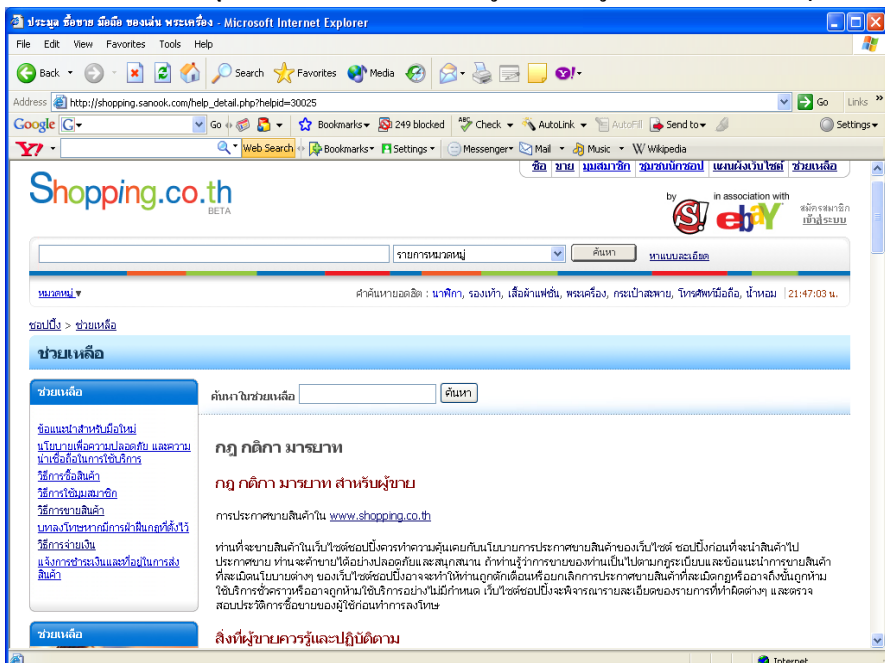 ประมูล ซื้อขาย มือถือ ของเล่น พระเครื่อง - Microsoft Internet Explorer
File Edit View Favorites Tools Help
Back Search Favorites Media
Address http://shopping.sanook.com/help_detail.php?helpid=30025 Go Links »
Google G Go Bookmarks 249 blocked Check AutoLink AutoFill Send to Settings
Y! Web Search Bookmarks Settings Messenger Mail Music Wikipedia
ซื้อ ขาย มุมสมาชิก ชุมชนนักชอป แผนผังเว็บไซต์ ช่วยเหลือ
Shopping.co.th
BETA
by S! in association with ebaY
สมัครสมาชิก
เข้าสู่ระบบ
รายการหมวดหมู่ ค้นหา หาแบบละเอียด
หมวดหมู่ คำค้นหายอดฮิต : นาฬิกา, รองเท้า, เสื้อผ้าแฟชั่น, พระเครื่อง, กระเป๋าสะพาย, โทรศัพท์มือถือ, น้ำหอม | 21:47:03 น.
ชอปปิ้ง > ช่วยเหลือ
ช่วยเหลือ
ช่วยเหลือ
ค้นหาในช่วยเหลือ ค้นหา
ข้อแนะนำสำหรับมือใหม่
นโยบายเพื่อความปลอดภัย และความ
น่าเชื่อถือในการใช้บริการ
วิธีการซื้อสินค้า
วิธีการใช้มุมสมาชิก
วิธีการขายสินค้า
บทลงโทษหากมีการฝ่าฝืนกฎที่ตั้งไว้
วิธีการจ่ายเงิน
แจ้งการชำระเงินและที่อยู่ในการส่ง
สินค้า
ช่วยเหลือ
กฎ กติกา มารยาท
กฎ กติกา มารยาท สำหรับผู้ขาย
การประกาศขายสินค้าใน www.shopping.co.th
ท่านที่จะขายสินค้าในเว็บไซต์ชอปปิ้งควรทำความคุ้นเคยกับนโยบายการประกาศขายสินค้าของเว็บไซต์ ชอปปิ้งก่อนที่จะนำสินค้าไป
ประกาศขาย ท่านจะค้าขายได้อย่างปลอดภัยและสนุกสนาน ถ้าท่านรู้ว่าการขายของท่านเป็นไปตามกฎระเบียบและข้อแนะนำการขายสินค้า
ที่ละเมิดนโยบายต่างๆ ของเว็บไซต์ชอปปิ้งอาจจะทำให้ท่านถูกตักเตือนหรือยกเลิกการประกาศขายสินค้าที่ละเมิดกฎหรืออาจถึงขั้นถูกห้าม
ใช้บริการชั่วคราวหรืออาจถูกห้ามใช้บริการอย่างไม่มีกำหนด เว็บไซต์ชอปปิ้งจะพิจารณารายละเอียดของรายการที่ทำผิดต่างๆ และตรวจ
สอบประวัติการซื้อขายของผู้ใช้ก่อนทำการลงโทษ
สิ่งที่ผู้ขายควรรู้และปฏิบัติตาม
Internet